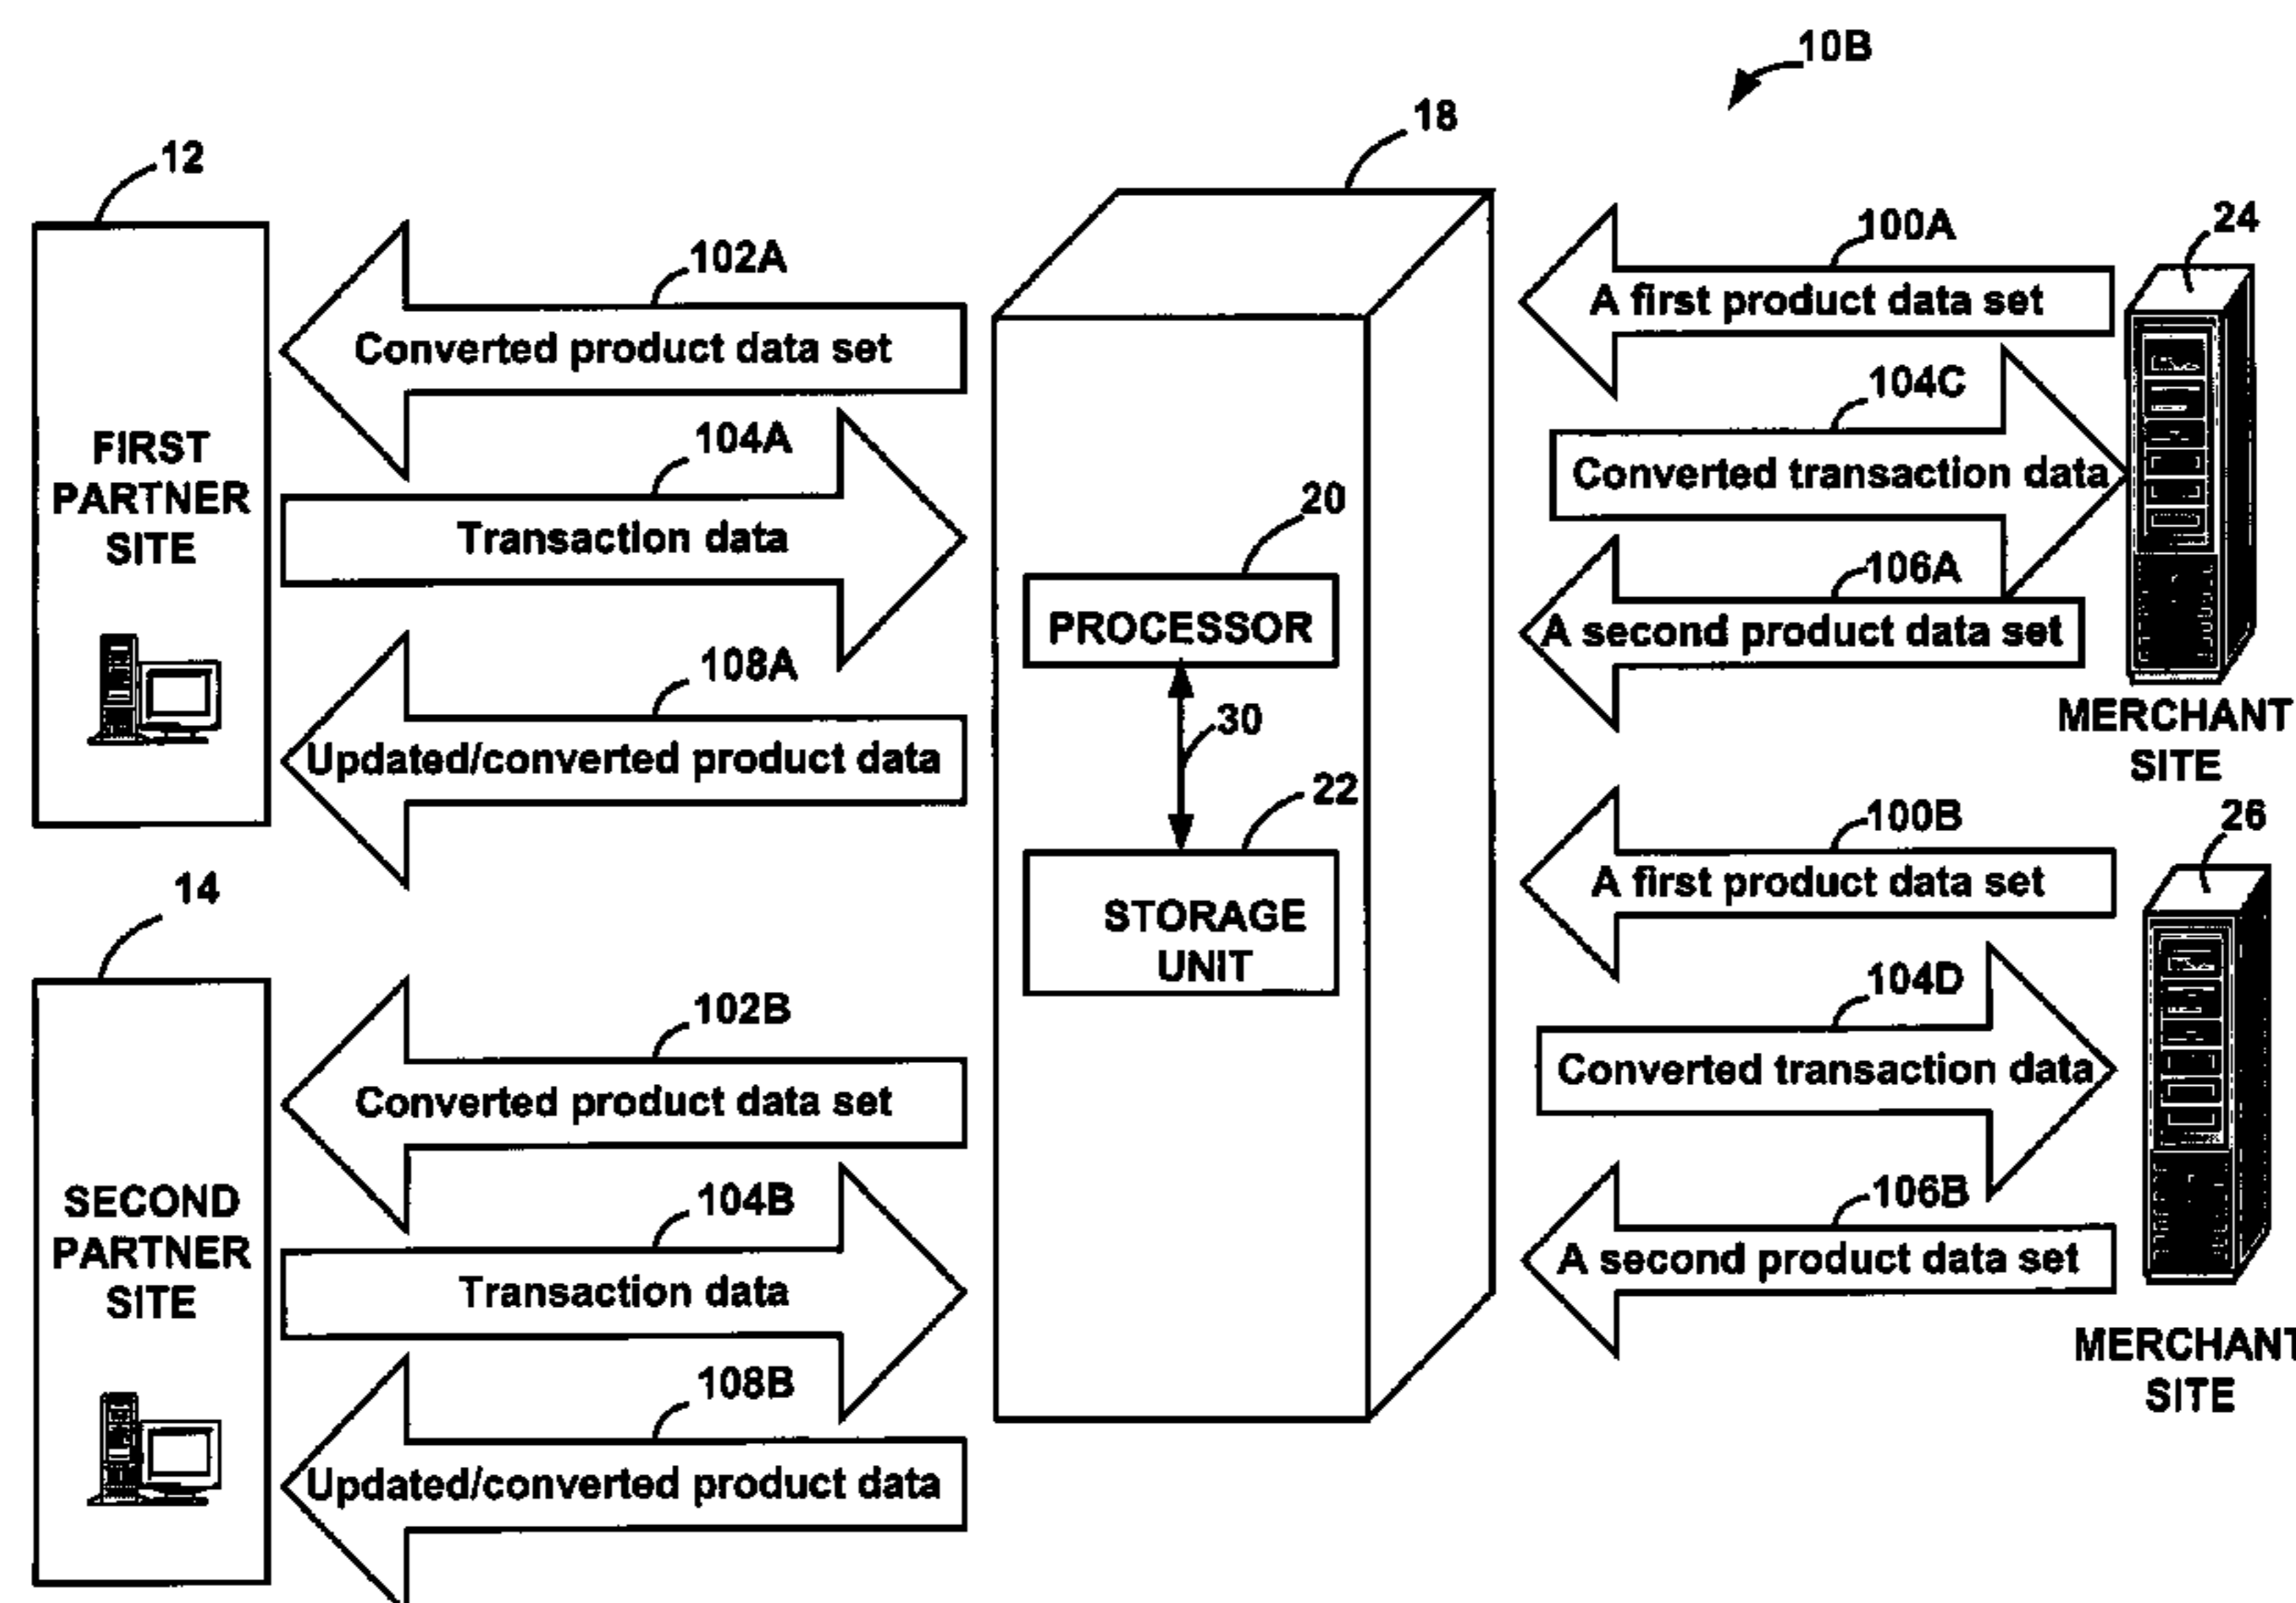 10B
18
12
102A
Converted product data set
104A
Transaction data
108A
Updated/converted product data
FIRST
PARTNER
SITE
14
102B
Converted product data set
104B
Transaction data
108B
Updated/converted product data
SECOND
PARTNER
SITE
20
PROCESSOR
30
22
STORAGE
UNIT
100A
A first product data set
104C
Converted transaction data
106A
A second product data set
24
MERCHANT
SITE
100B
A first product data set
104D
Converted transaction data
106B
A second product data set
26
MERCHANT
SITE